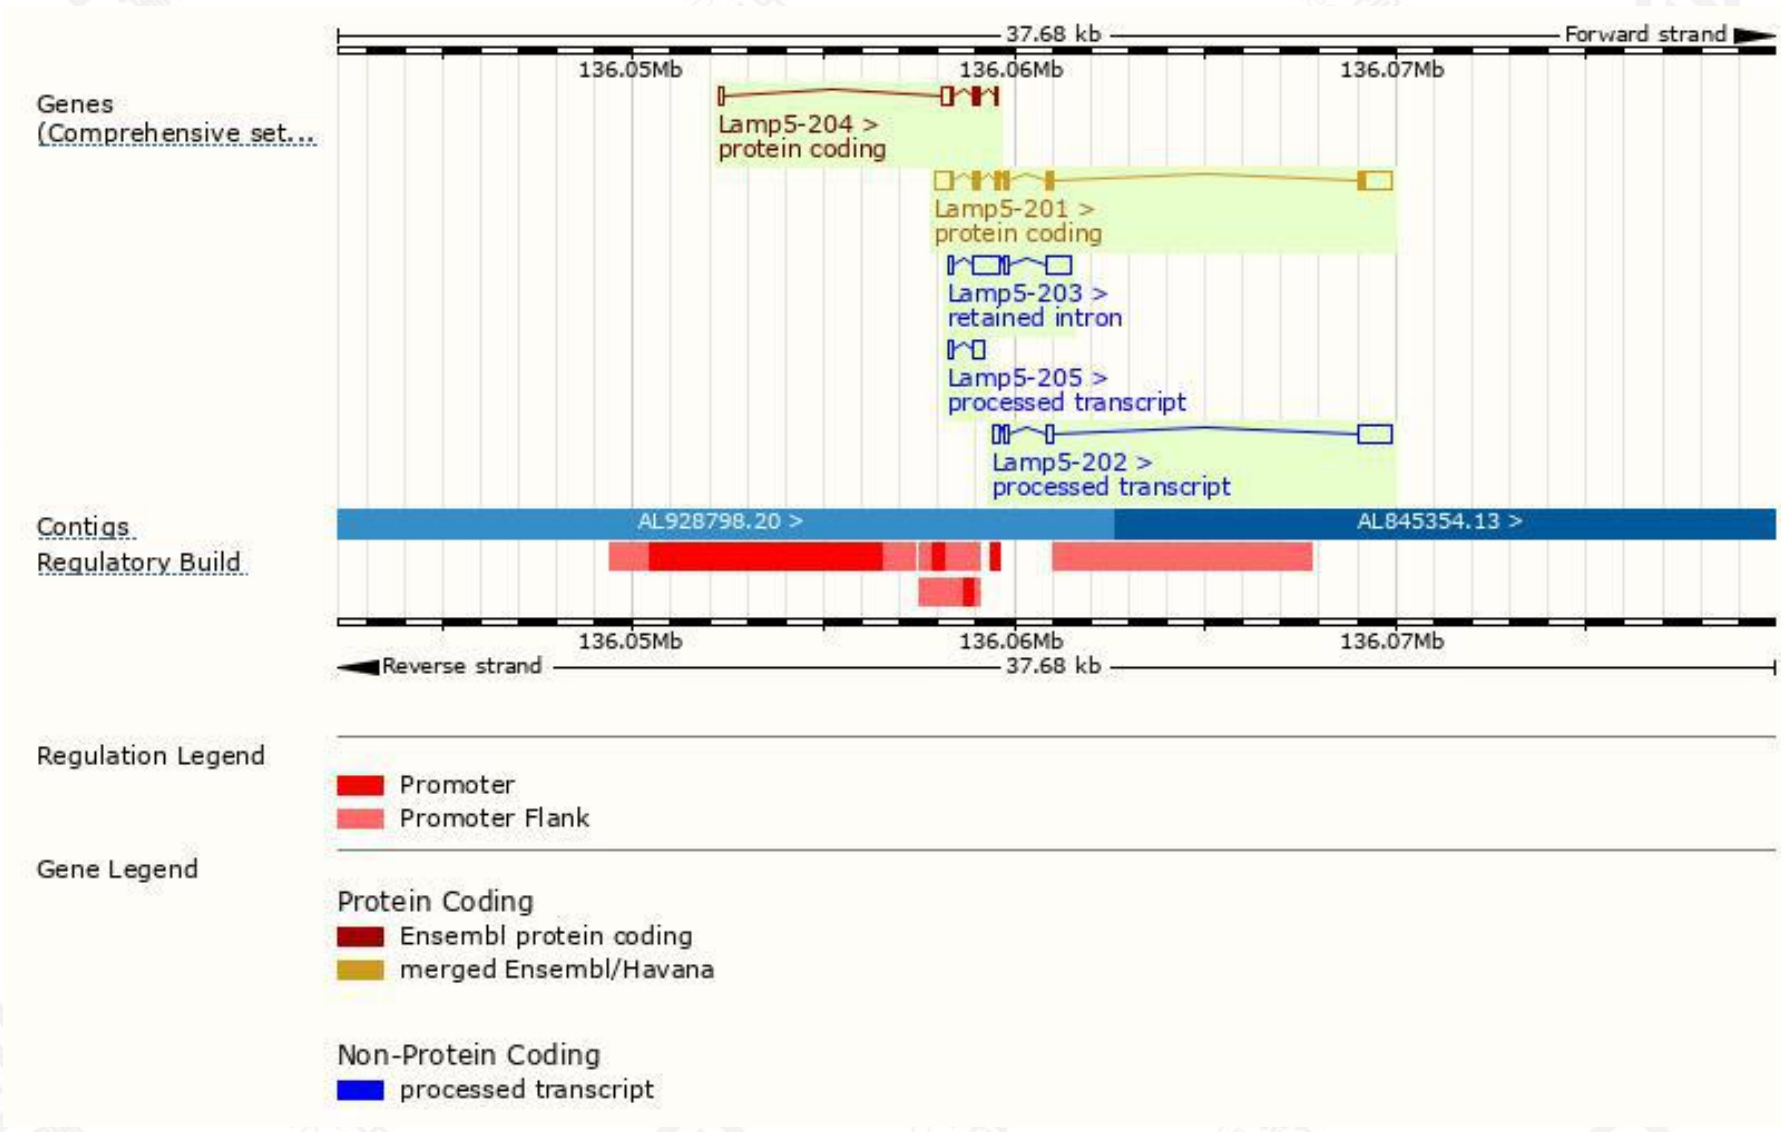 37.68 kb
Forward strand
136.05Mb 136.06Mb 136.07Mb
Genes
(Comprehensive set...
Lamp5-204 >
protein coding
Lamp5-201 >
protein coding
Lamp5-203 >
retained intron
Lamp5-205 >
processed transcript
Lamp5-202 >
processed transcript
Contigs
AL928798.20 > AL845354.13 >
Regulatory Build
136.05Mb 136.06Mb 136.07Mb
Reverse strand 37.68 kb
Regulation Legend
Promoter
Promoter Flank
Gene Legend
Protein Coding
Ensembl protein coding
merged Ensembl/Havana
Non-Protein Coding
processed transcript